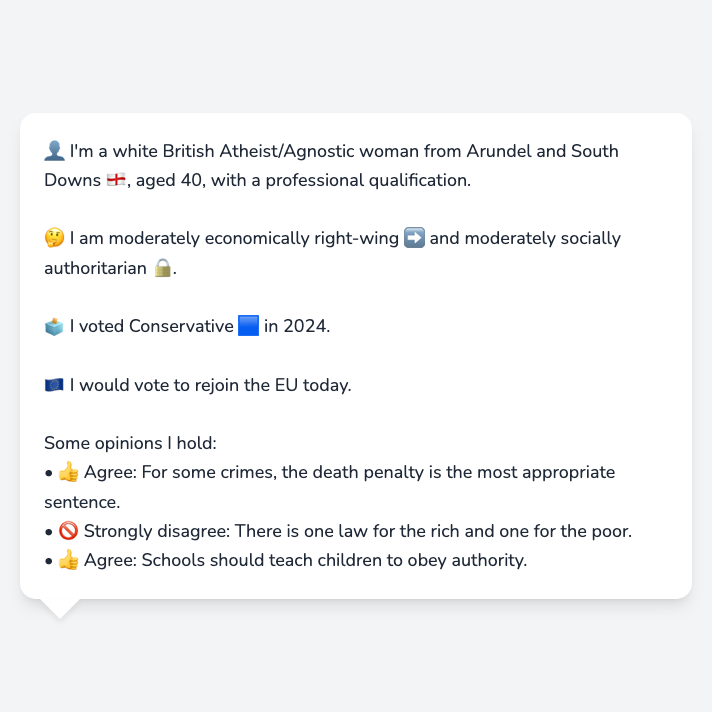 👤 I'm a white British Atheist/Agnostic woman from Arundel and South
Downs 🏴󠁧󠁢󠁥󠁮󠁧󠁿, aged 40, with a professional qualification.
🤔 I am moderately economically right-wing ➡️ and moderately socially
authoritarian 🔒.
🗳️ I voted Conservative 🟦 in 2024.
🇪🇺 I would vote to rejoin the EU today.
Some opinions I hold:
• 👍 Agree: For some crimes, the death penalty is the most appropriate
sentence.
• 🚫 Strongly disagree: There is one law for the rich and one for the poor.
• 👍 Agree: Schools should teach children to obey authority.